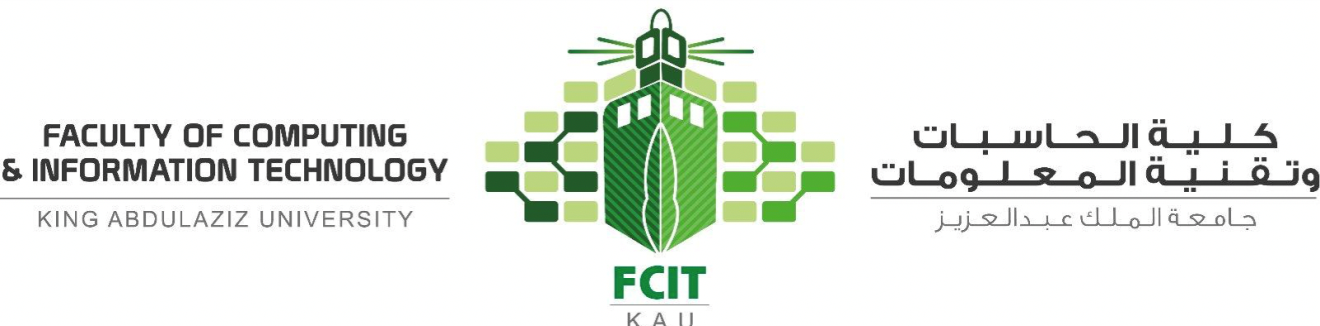 FACULTY OF COMPUTING
& INFORMATION TECHNOLOGY
KING ABDULAZIZ UNIVERSITY
FCIT
KAU
كلية الحاسبات
وتقنية المعلومات
جامعة الملك عبدالعزيز